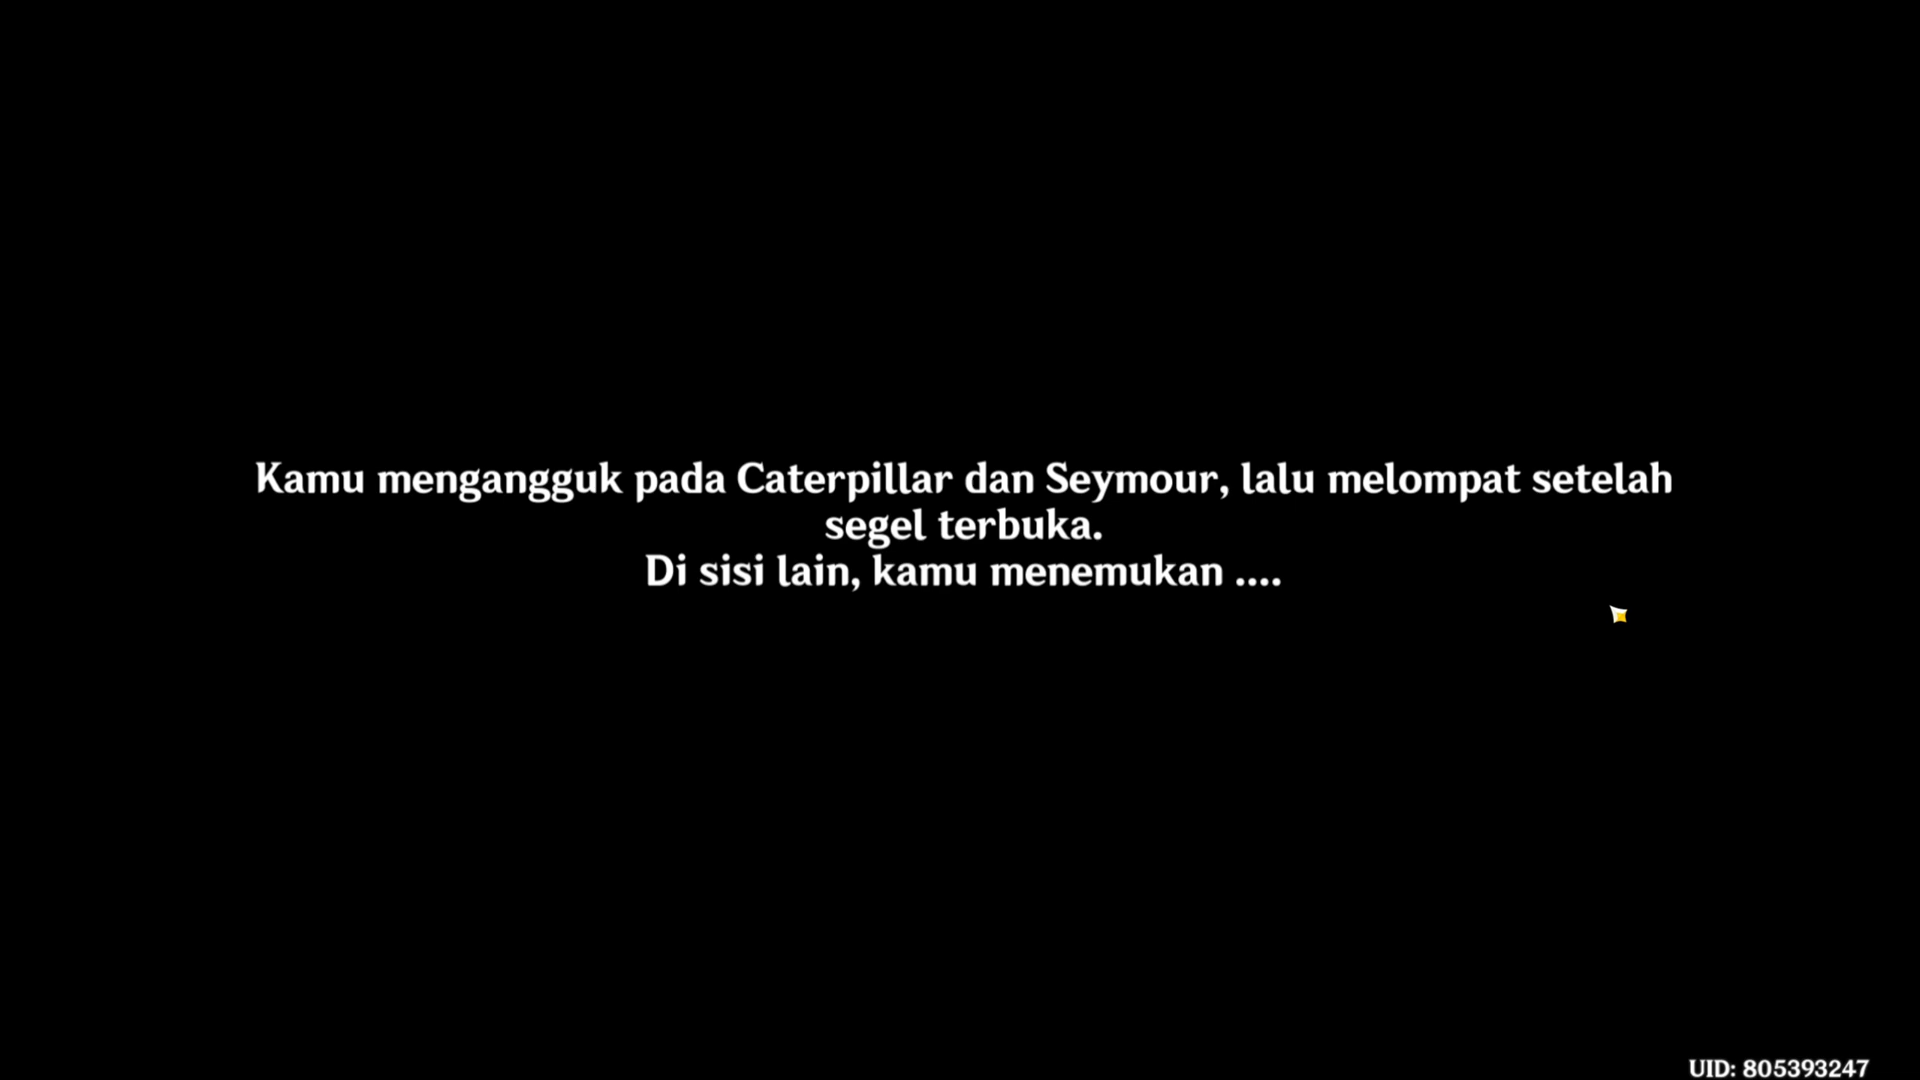 Kamu mengangguk pada Caterpillar dan Seymour, lalu melompat setelah
segel terbuka.
Di sisi lain, kamu menemukan ....
UID: 805393247